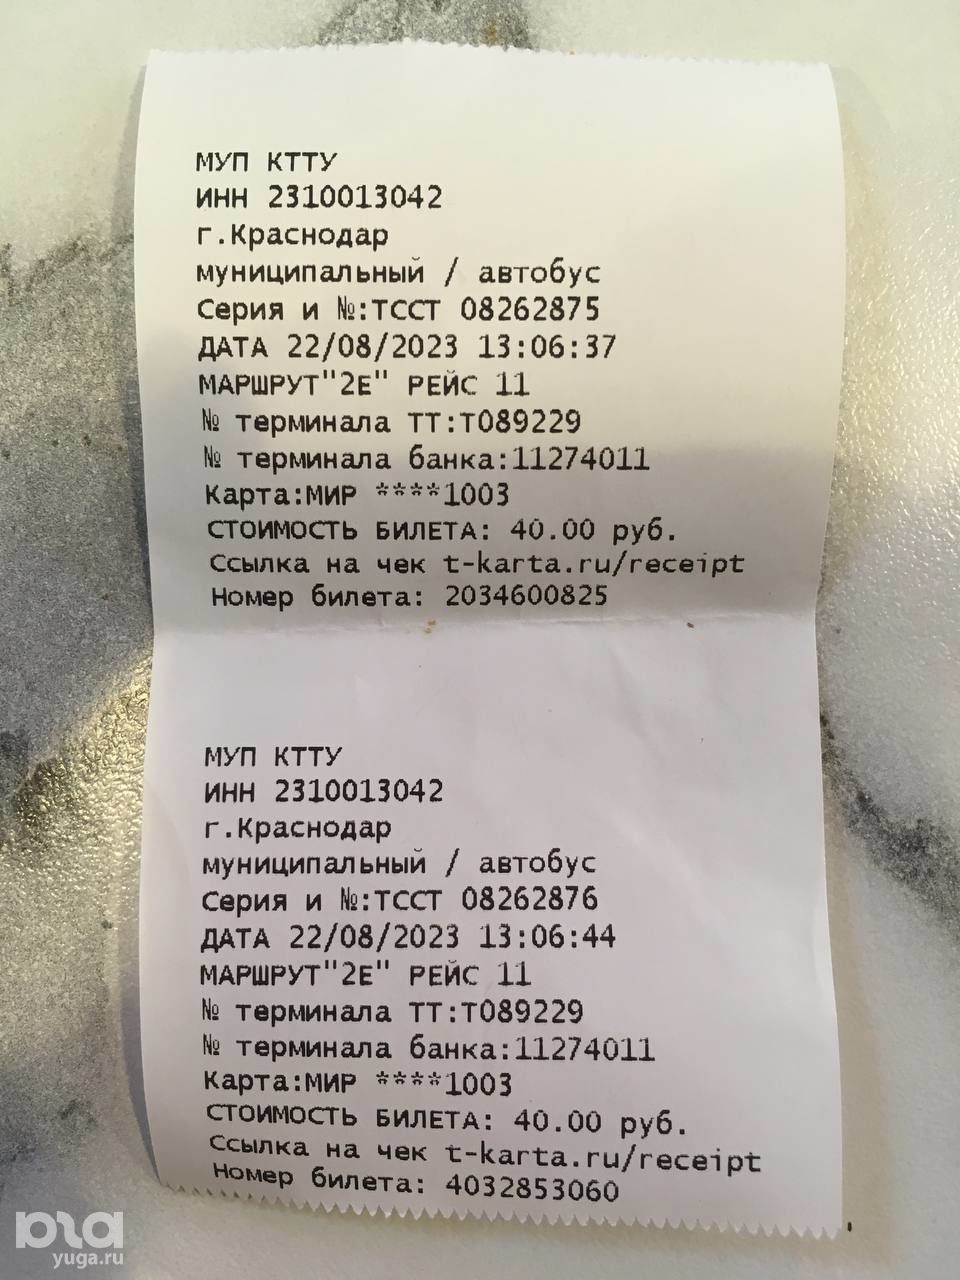 МУП КТТУ
ИНН 2310013042
г.Краснодар
муниципальный / автобус
Серия и №:ТССТ 08262875
ДАТА 22/08/2023 13:06:37
МАРШРУТ"2Е" РЕЙС 11
№ терминала ТТ:Т089229
№ терминала банка:11274011
Карта:МИР ****1003
СТОИМОСТЬ БИЛЕТА: 40.00 руб.
Ссылка на чек t-karta.ru/receipt
Номер билета: 2034600825
МУП КТТУ
ИНН 2310013042
г.Краснодар
муниципальный / автобус
Серия и №:ТССТ 08262876
ДАТА 22/08/2023 13:06:44
МАРШРУТ"2Е" РЕЙС 11
№ терминала ТТ:Т089229
№ терминала банка:11274011
Карта:МИР ****1003
СТОИМОСТЬ БИЛЕТА: 40.00 руб.
Ссылка на чек t-karta.ru/receipt
Номер билета: 4032853060
yuga.ru